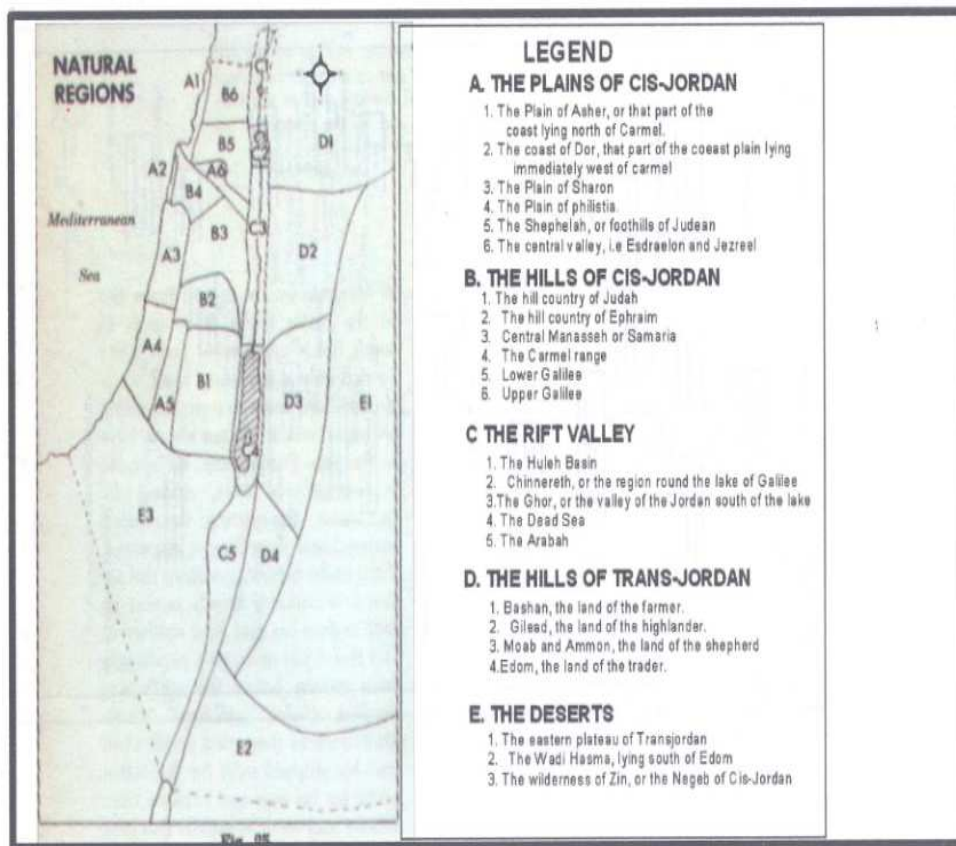 NATURAL
REGIONS
A1
B6
C1
D1
B5
A2
A6
B4
Mediterranean
B3
C3
D2
A3
Sea
B2
A4
B1
A5
D3
E1
C4
E3
C5
D4
E2
LEGEND
A. THE PLAINS OF CIS-JORDAN
1. The Plain of Asher, or that part of the
coast lying north of Carmel.
2. The coast of Dor, that part of the coeast plain lying
immediately west of carmel
3. The Plain of Sharon
4. The Plain of philistia.
5. The Shephelah, or foothills of Judean
6. The central valley, i.e Esdraelon and Jezreel
B. THE HILLS OF CIS-JORDAN
1. The hill country of Judah
2. The hill country of Ephraim
3. Central Manasseh or Samaria
4. The Carmel range
5. Lower Galilee
6. Upper Galilee
C THE RIFT VALLEY
1. The Huleh Basin
2. Chinnereth, or the region round the lake of Galilee
3.The Ghor, or the valley of the Jordan south of the lake
4. The Dead Sea
5. The Arabah
D. THE HILLS OF TRANS-JORDAN
1. Bashan, the land of the farmer.
2. Gilead, the land of the highlander.
3. Moab and Ammon, the land of the shepherd
4.Edom, the land of the trader.
E. THE DESERTS
1. The eastern plateau of Transjordan
2. The Wadi Hasma, lying south of Edom
3. The wilderness of Zin, or the Negeb of Cis-Jordan